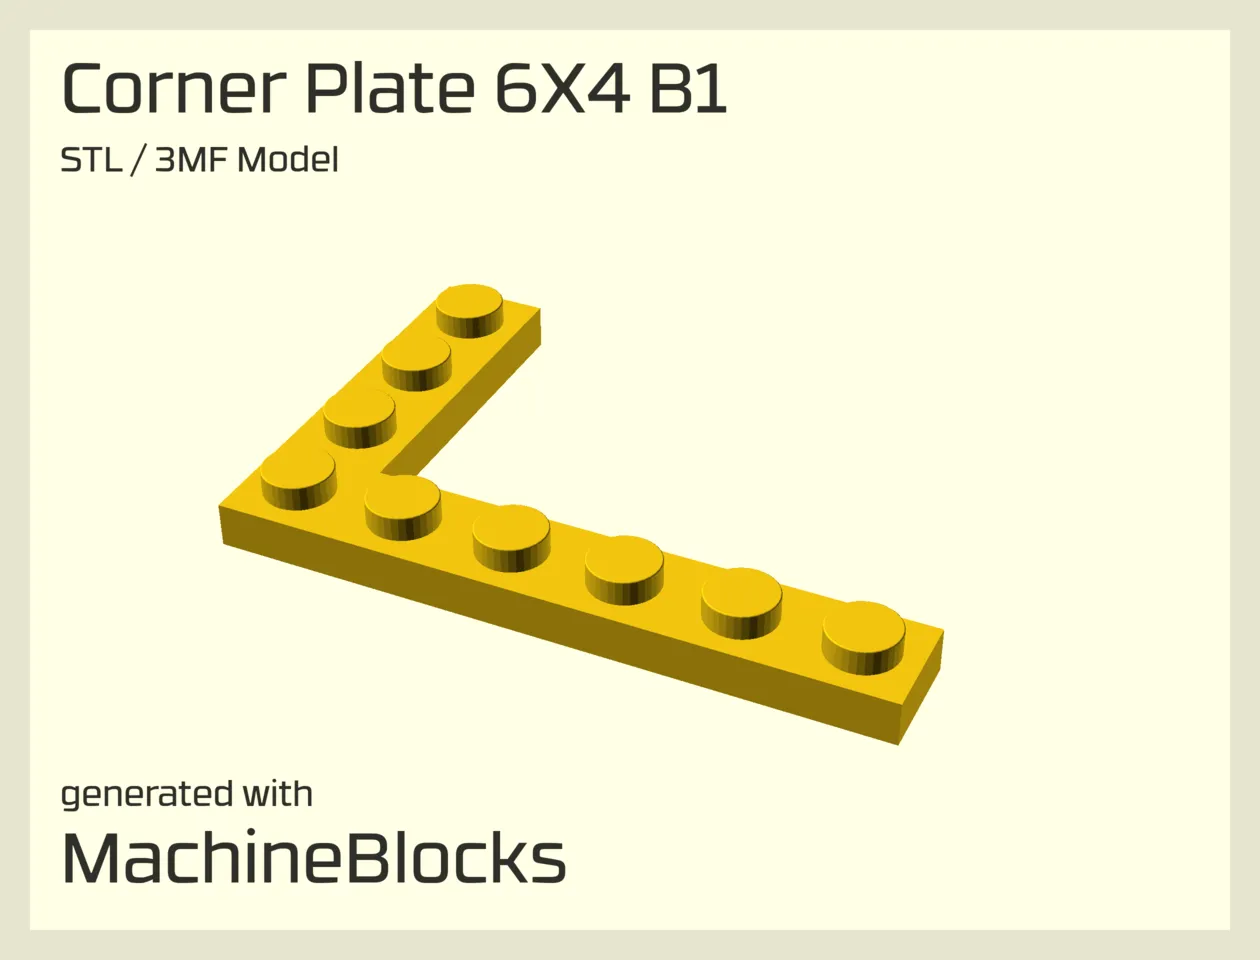 Corner Plate 6X4 B1
STL / 3MF Model
generated with
MachineBlocks